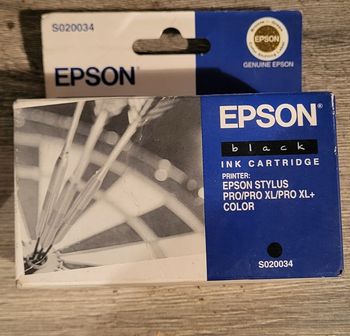 S020034
EPSON
EPSON
GENUINE EPSON
EPSON®
black
INK CARTRIDGE
PRINTER:
EPSON STYLUS
PRO/PRO XL/PRO XL+
COLOR
S020034